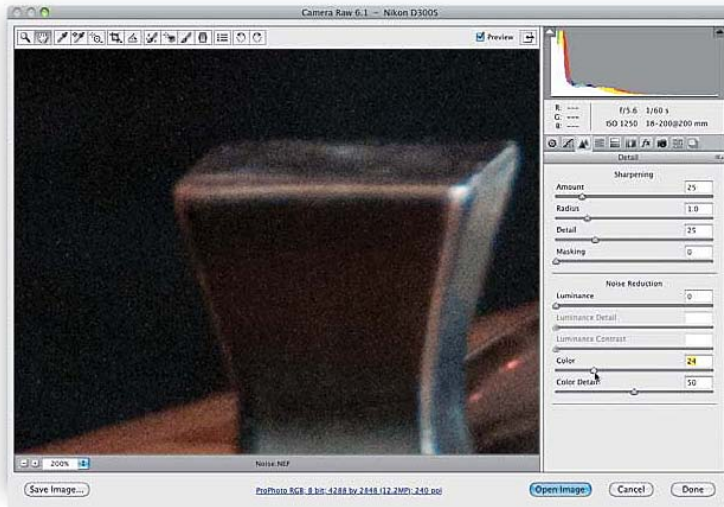 Camera Raw 6.1 – Nikon D300S
Preview
R: ---
G: ---
B: ---
f/5.6 1/60 s
ISO 1250 18-200@200 mm
Detail
Sharpening
Amount 25
Radius 1.0
Detail 25
Masking 0
Noise Reduction
Luminance 0
Luminance Detail
Luminance Contrast
Color 24
Color Detail 50
200%
Noise.NEF
Save Image...
ProPhoto RGB; 8 bit; 4288 by 2848 (12.2MP); 240 ppi
Open Image
Cancel
Done